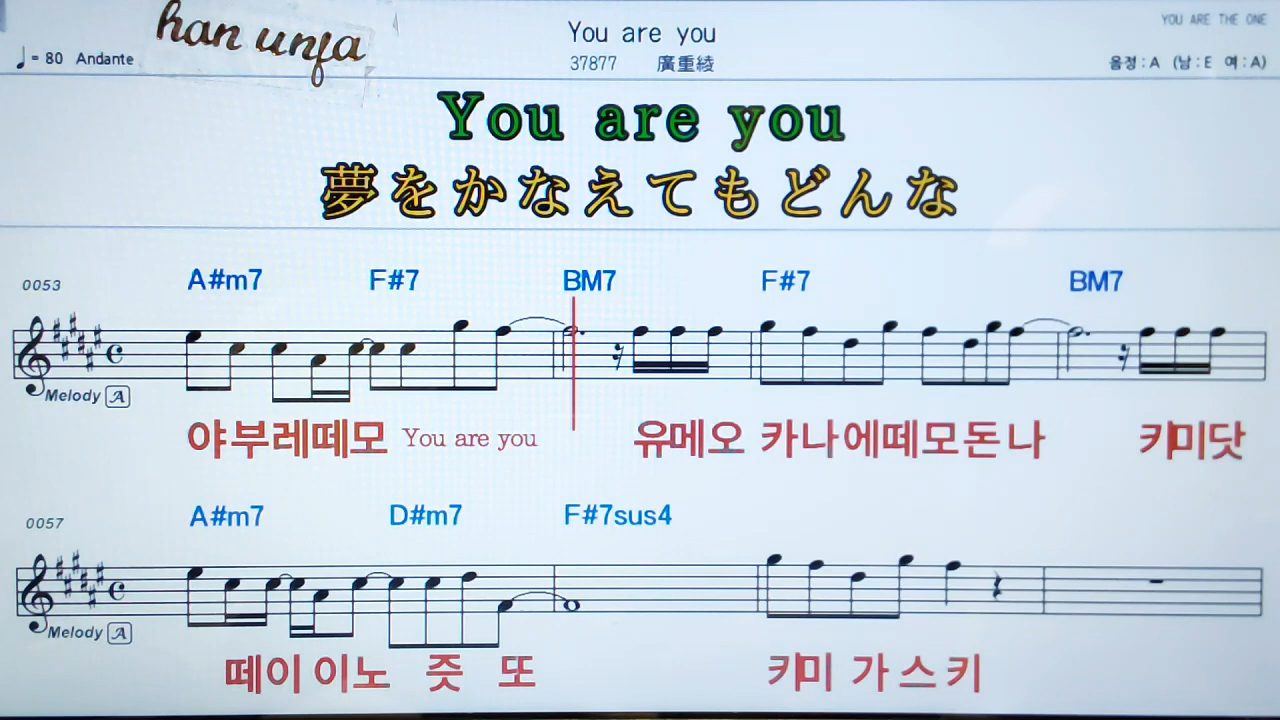 han unfa
You are you
YOU ARE THE ONE
♩= 80 Andante
37877 廣重綾
음정:A (남:E 여:A)
You are you
夢をかなえてもどんな
0053 A#m7 F#7 BM7 F#7 BM7
Melody A
야부레떼모 You are you 유메오 카나에떼모돈나 키미닷
0057 A#m7 D#m7 F#7sus4
Melody A
떼이 이노 즛 또 키미 가스키